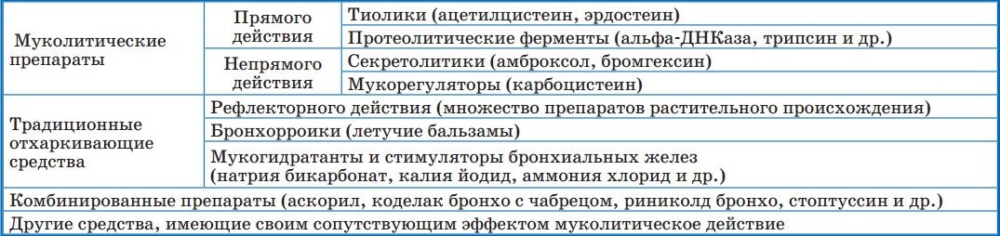 Муколитические
препараты
Прямого
действия
Тиолики (ацетилцистеин, эрдостеин)
Протеолитические ферменты (альфа-ДНКаза, трипсин и др.)
Непрямого
действия
Секретолитики (амброксол, бромгексин)
Мукорегуляторы (карбоцистеин)
Традиционные
отхаркивающие
средства
Рефлекторного действия (множество препаратов растительного происхождения)
Бронхорроики (летучие бальзамы)
Мукогидратанты и стимуляторы бронхиальных желез
(натрия бикарбонат, калия йодид, аммония хлорид и др.)
Комбинированные препараты (аскорил, коделак бронхо с чабрецом, риниколд бронхо, стоптуссин и др.)
Другие средства, имеющие своим сопутствующим эффектом муколитическое действие